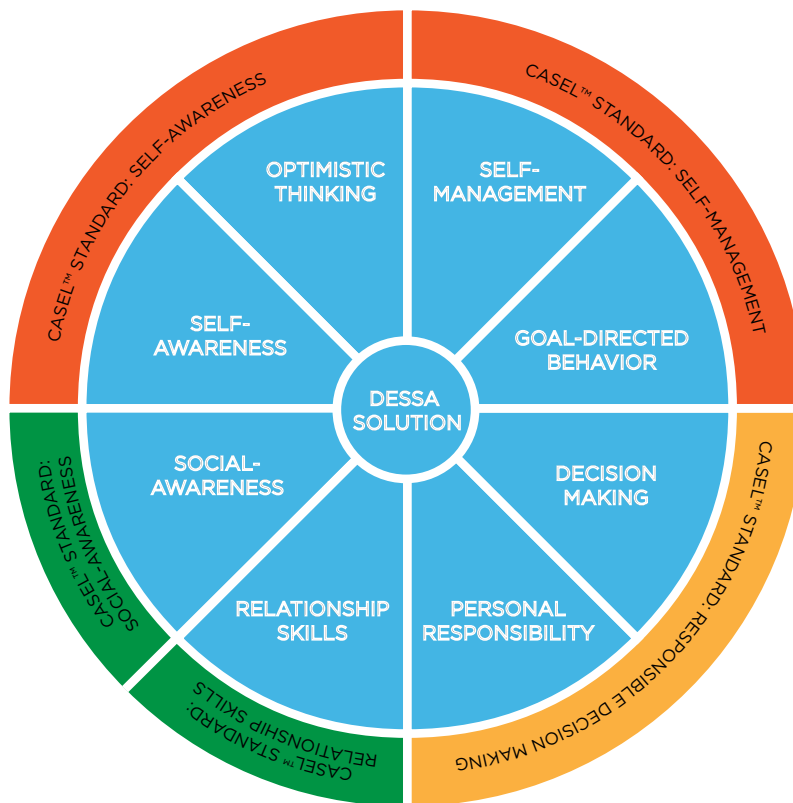 CASEL™ STANDARD: SELF-AWARENESS
CASEL™ STANDARD: SELF-MANAGEMENT
OPTIMISTIC
THINKING
SELF-
MANAGEMENT
SELF-
AWARENESS
GOAL-DIRECTED
BEHAVIOR
DESSA
SOLUTION
SOCIAL-
AWARENESS
DECISION
MAKING
RELATIONSHIP
SKILLS
PERSONAL
RESPONSIBILITY
CASEL™ STANDARD:
SOCIAL-AWARENESS
CASEL™ STANDARD:
RELATIONSHIP SKILLS
CASEL™ STANDARD: RESPONSIBLE DECISION MAKING